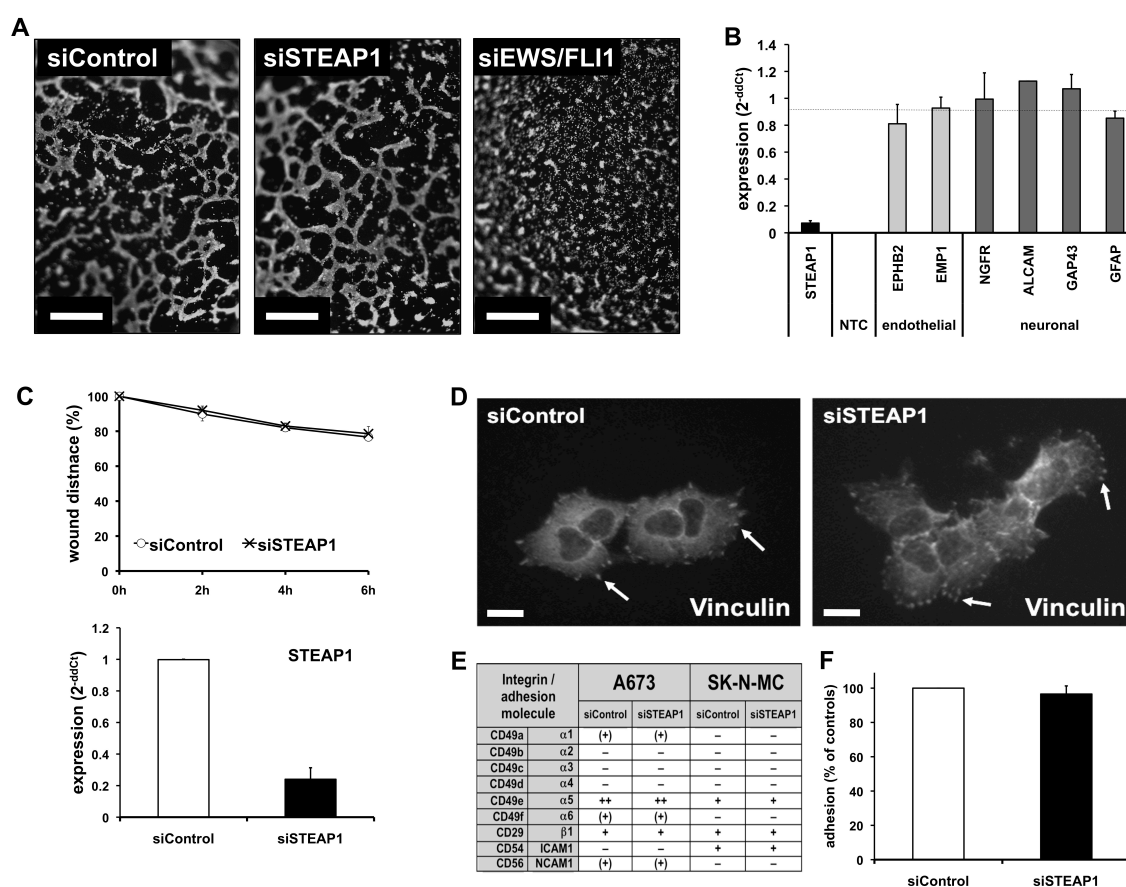 A
siControl
siSTEAP1
siEWS/FLI1
B
expression (2-ddCt)
1.4
1.2
1
0.8
0.6
0.4
0.2
0
STEAP1
NTC
EPHB2
EMP1
NGFR
ALCAM
GAP43
GFAP
endothelial
neuronal
C
wound distnace (%)
100
80
60
40
20
0
siControl
siSTEAP1
0h
2h
4h
6h
expression (2-ddCt)
1.2
1
0.8
0.6
0.4
0.2
0
STEAP1
siControl
siSTEAP1
D
siControl
Vinculin
siSTEAP1
Vinculin
E
Integrin / adhesion molecule
A673 SK-N-MC
siControl siSTEAP1 siControl siSTEAP1
CD49a α1 (+) (+) – –
CD49b α2 – – – –
CD49c α3 – – – –
CD49d α4 – – – –
CD49e α5 ++ ++ + +
CD49f α6 (+) (+) – –
CD29 β1 + + + +
CD54 ICAM1 – – + +
CD56 NCAM1 (+) (+) – –
F
adhesion (% of controls)
100
80
60
40
20
0
siControl
siSTEAP1